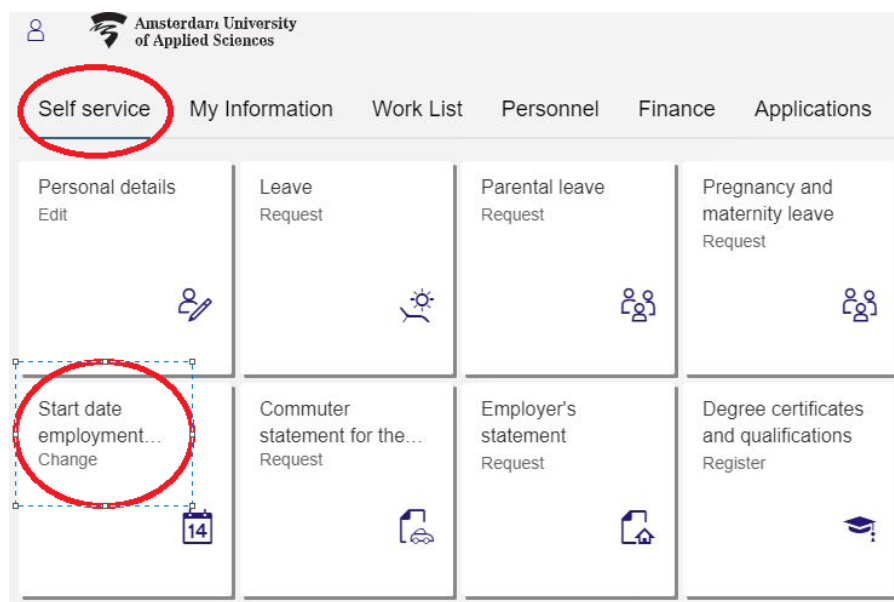 Amsterdam University
of Applied Sciences
Self service My Information Work List Personnel Finance Applications
Personal details
Edit
Leave
Request
Parental leave
Request
Pregnancy and
maternity leave
Request
Start date
employment...
Change
14
Commuter
statement for the...
Request
Employer's
statement
Request
Degree certificates
and qualifications
Register